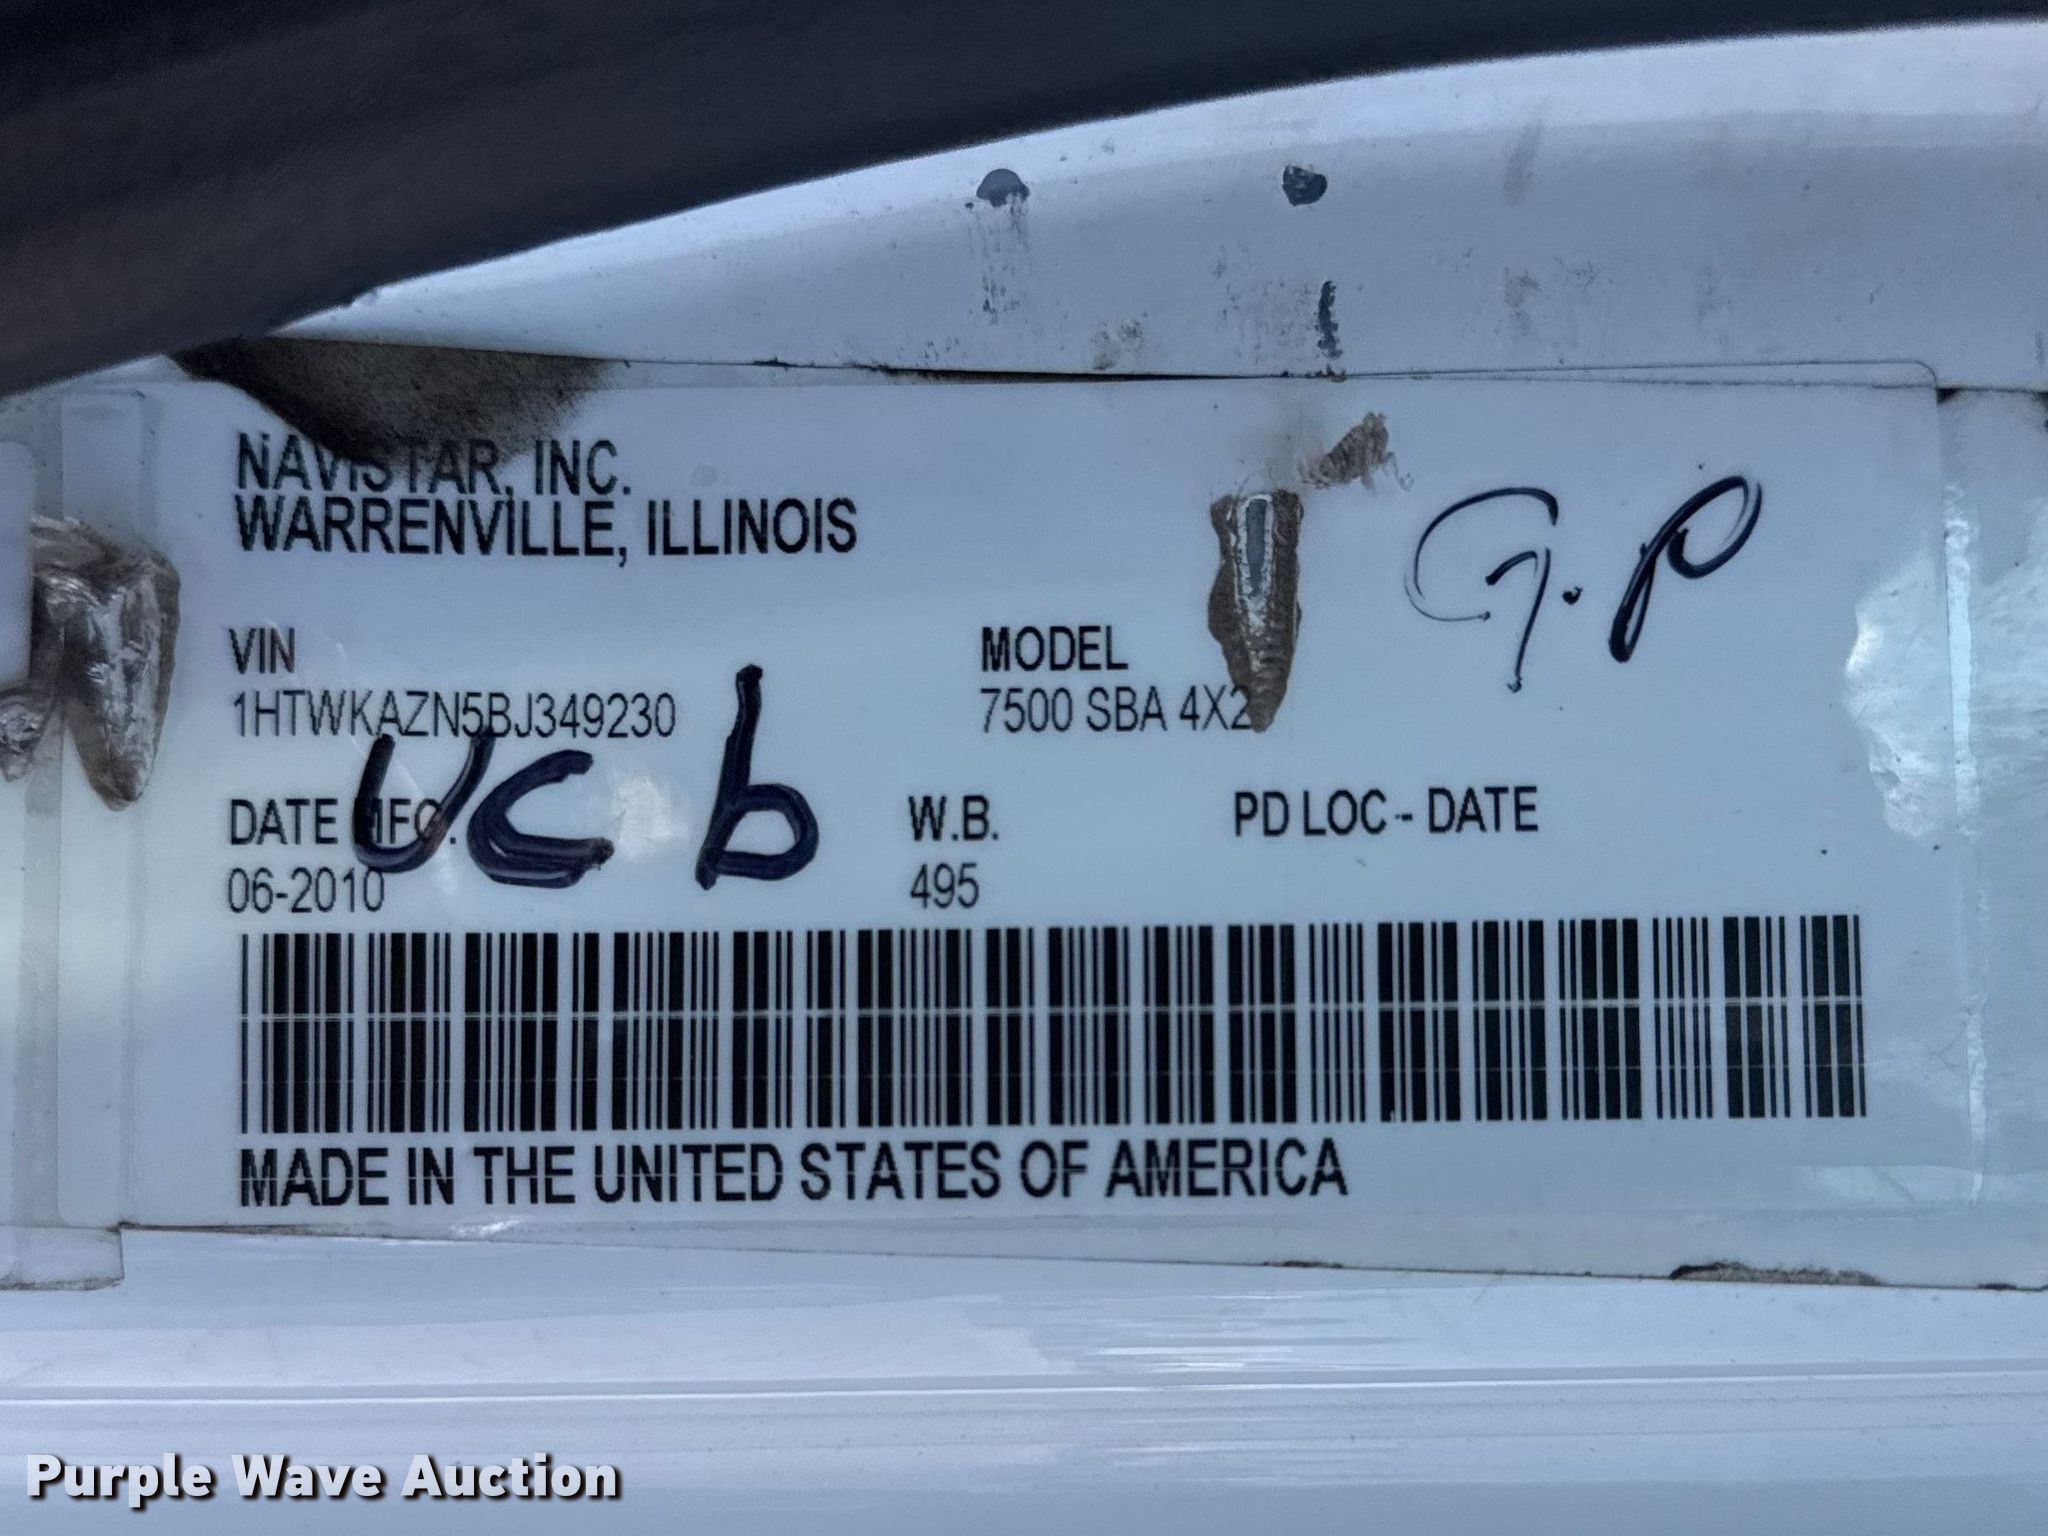 NAVISTAR, INC.
WARRENVILLE, ILLINOIS
G.P
VIN
MODEL
1HTWKAZN5BJ349230
7500 SBA 4X2
UCb
DATE MFG.
W.B.
PD LOC - DATE
06-2010
495
MADE IN THE UNITED STATES OF AMERICA
Purple Wave Auction